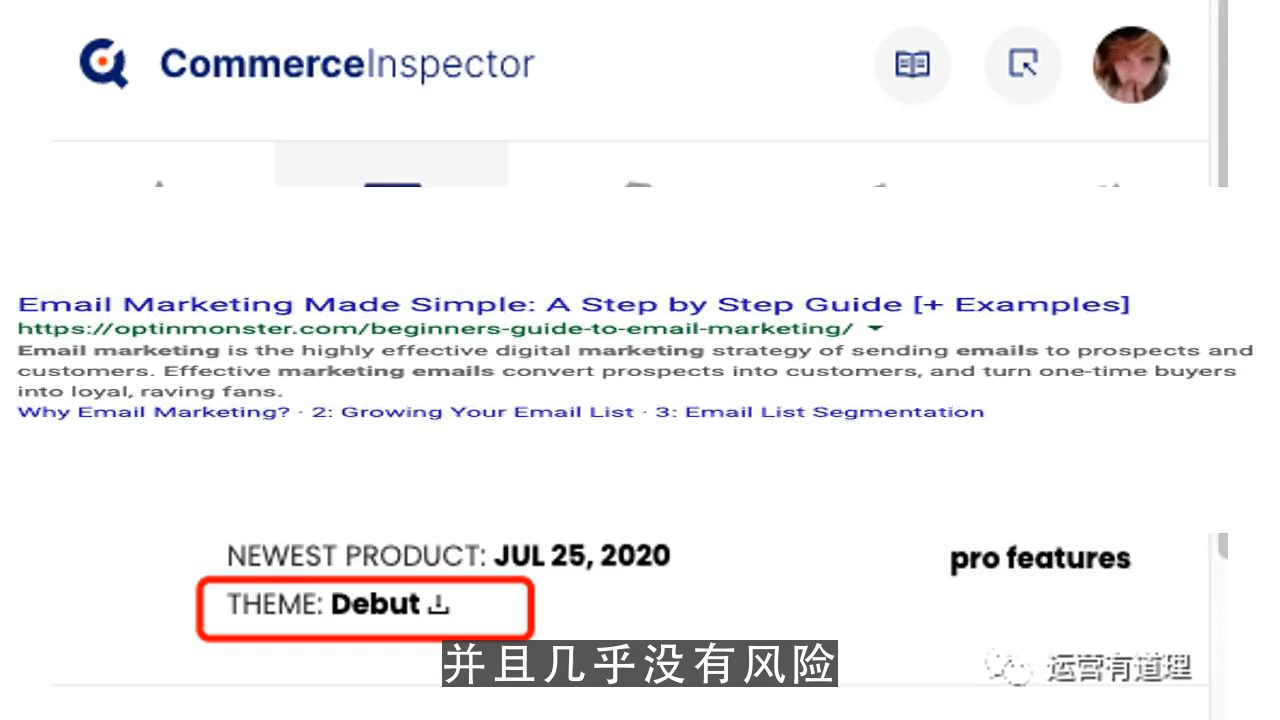 CommerceInspector
Email Marketing Made Simple: A Step by Step Guide [+ Examples]
https://optinmonster.com/beginners-guide-to-email-marketing/
Email marketing is the highly effective digital marketing strategy of sending emails to prospects and
customers. Effective marketing emails convert prospects into customers, and turn one-time buyers
into loyal, raving fans.
Why Email Marketing? · 2: Growing Your Email List · 3: Email List Segmentation
NEWEST PRODUCT: JUL 25, 2020
pro features
THEME: Debut
并且几乎没有风险
运营有道理